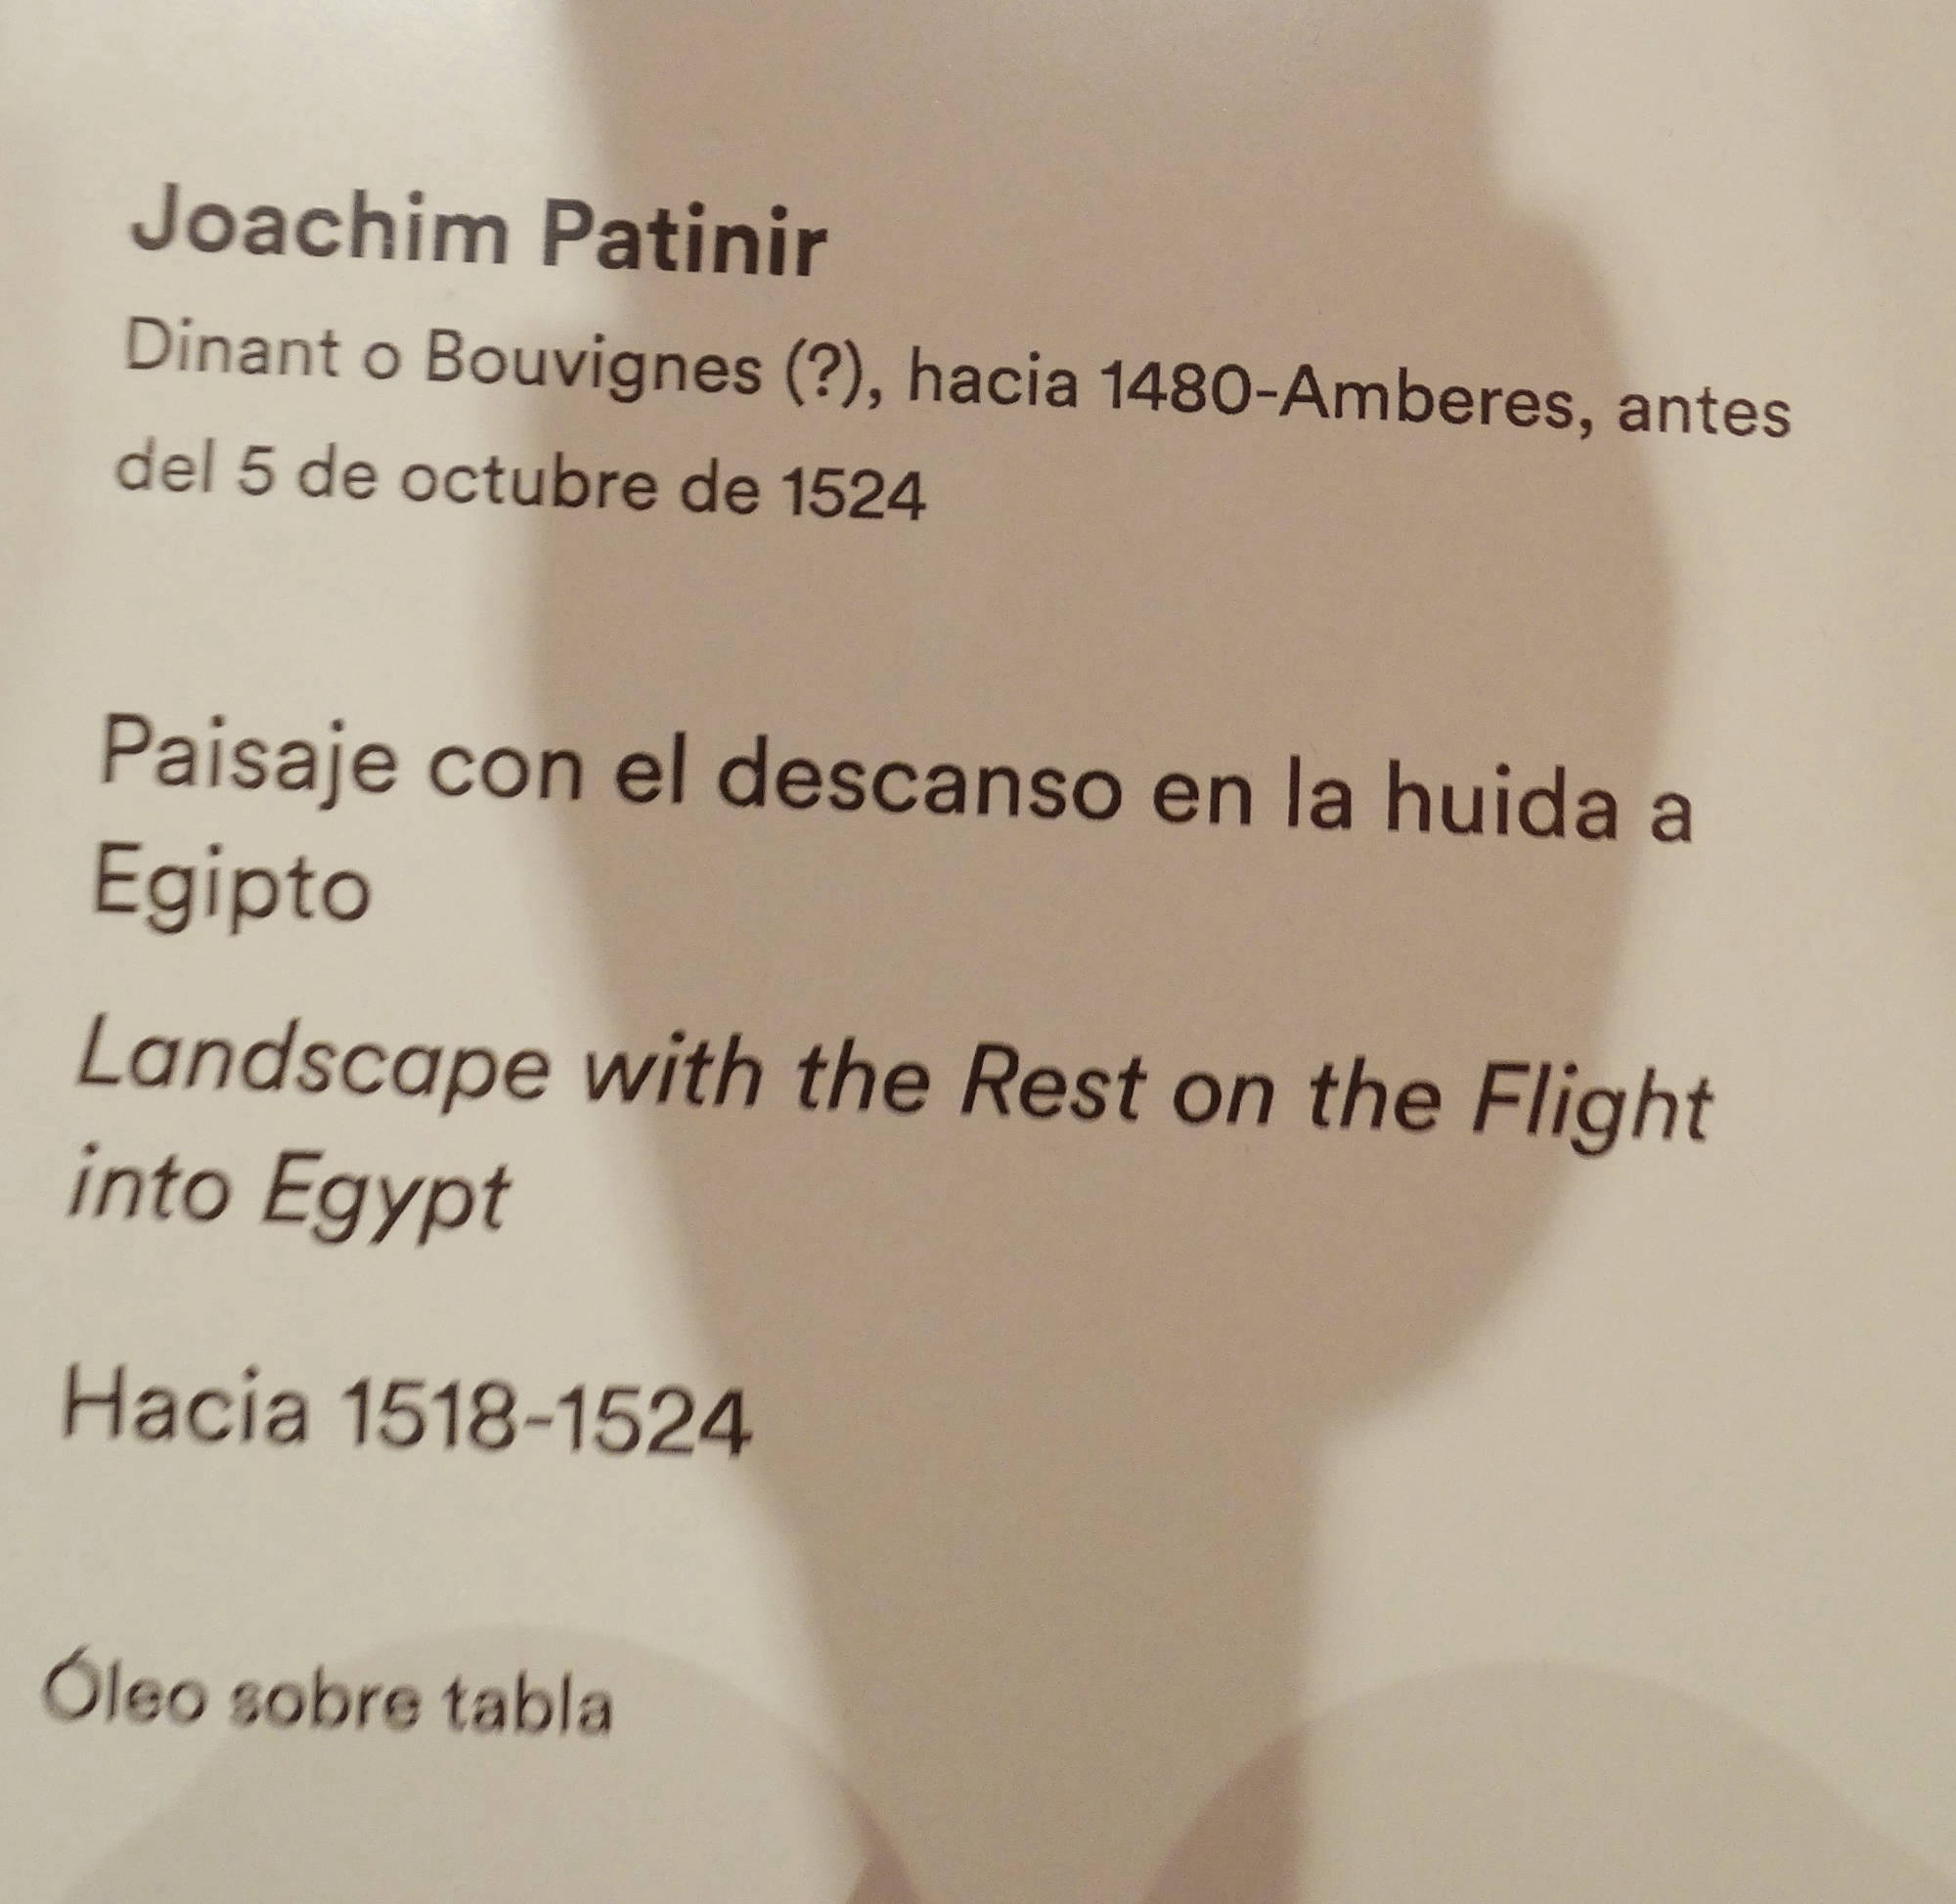 Joachim Patinir
Dinant o Bouvignes (?), hacia 1480-Amberes, antes
del 5 de octubre de 1524
Paisaje con el descanso en la huida a
Egipto
Landscape with the Rest on the Flight
into Egypt
Hacia 1518-1524
Óleo sobre tabla